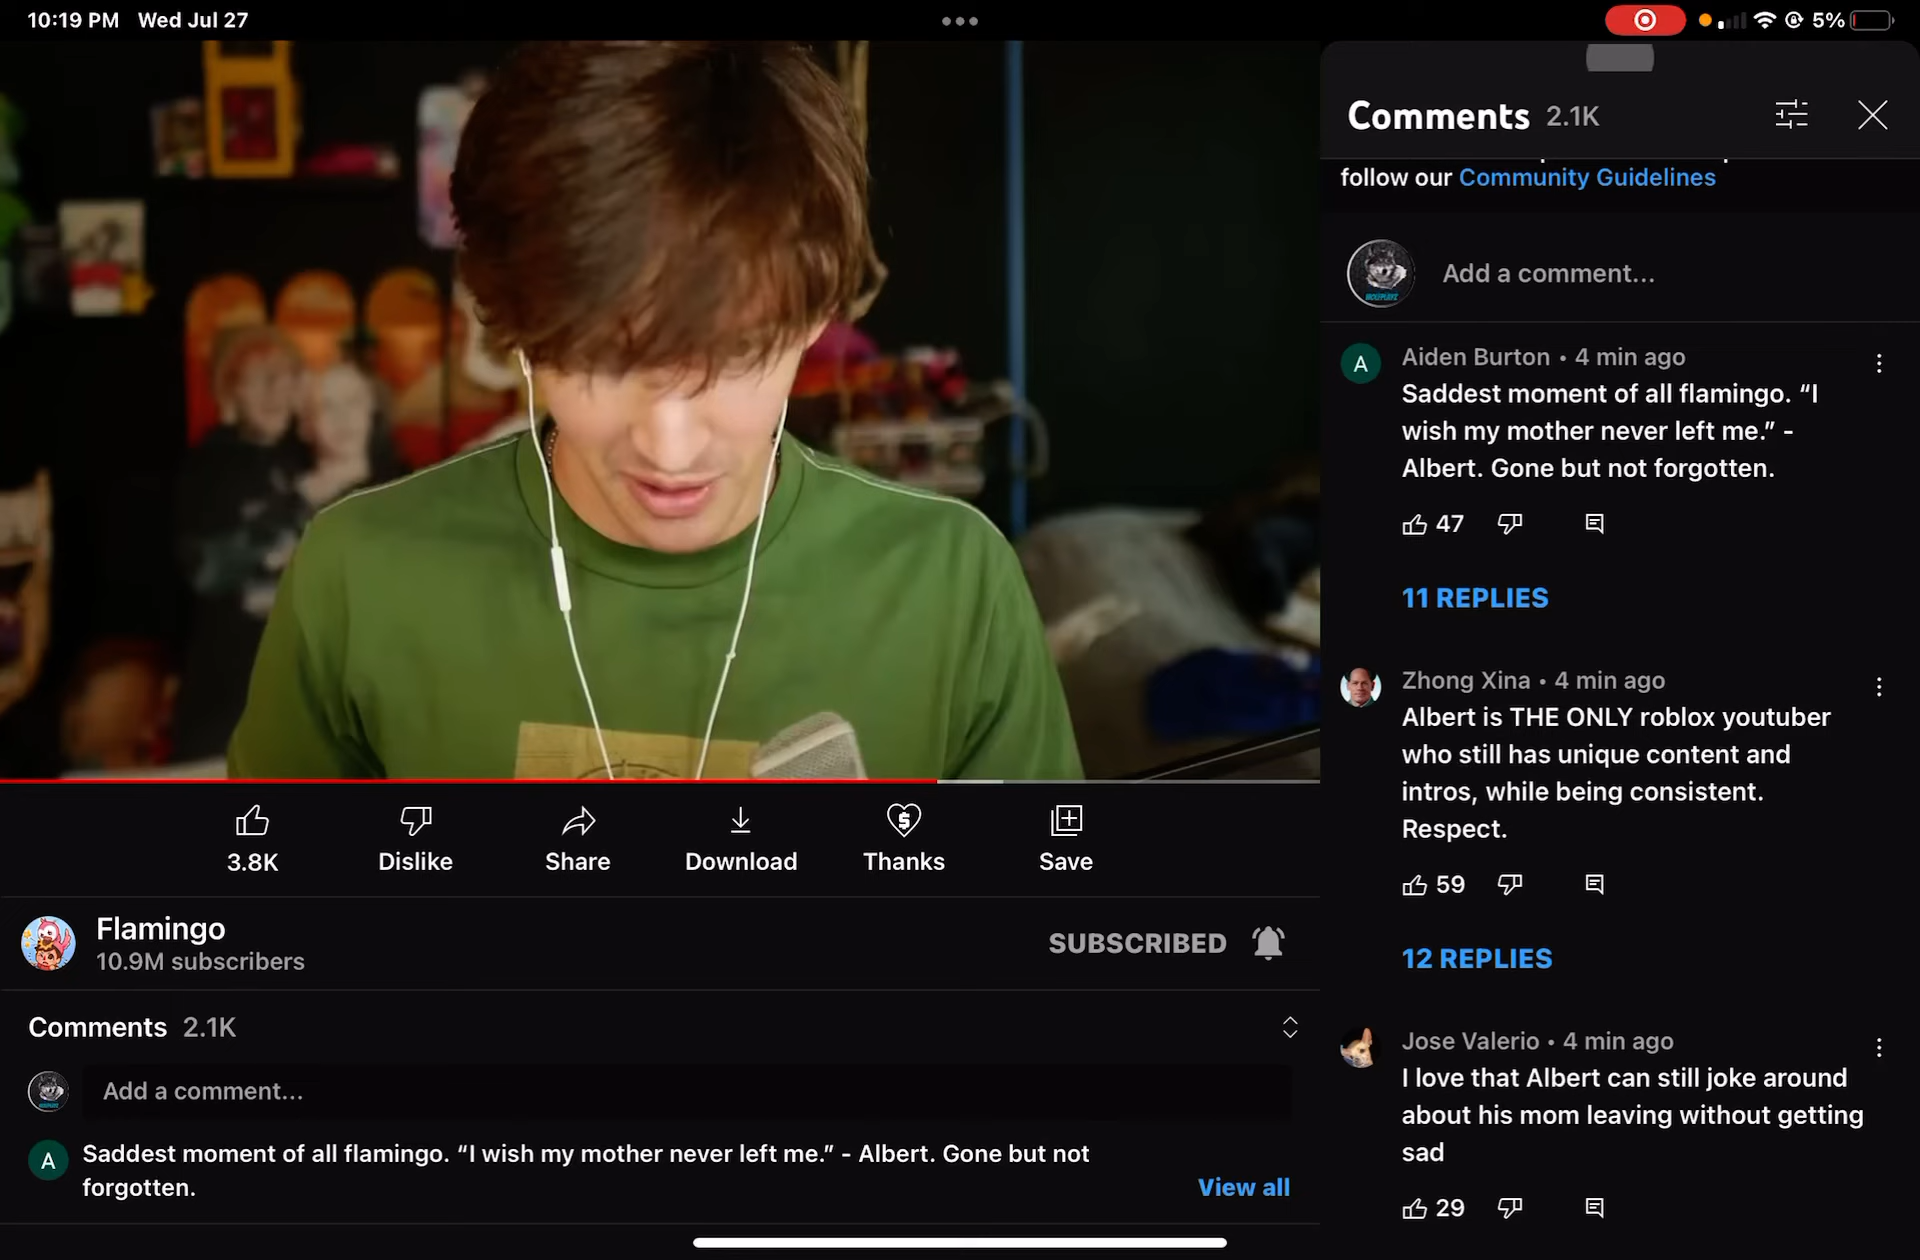 10:19 PM Wed Jul 27
5%
Comments 2.1K
follow our Community Guidelines
Add a comment...
Aiden Burton • 4 min ago
Saddest moment of all flamingo. “I
wish my mother never left me.” -
Albert. Gone but not forgotten.
47
11 REPLIES
Zhong Xina • 4 min ago
Albert is THE ONLY roblox youtuber
who still has unique content and
intros, while being consistent.
Respect.
59
12 REPLIES
Jose Valerio • 4 min ago
I love that Albert can still joke around
about his mom leaving without getting
sad
29
3.8K Dislike Share Download Thanks Save
Flamingo
10.9M subscribers
SUBSCRIBED
Comments 2.1K
Add a comment...
A
Saddest moment of all flamingo. “I wish my mother never left me.” - Albert. Gone but not
forgotten.
View all